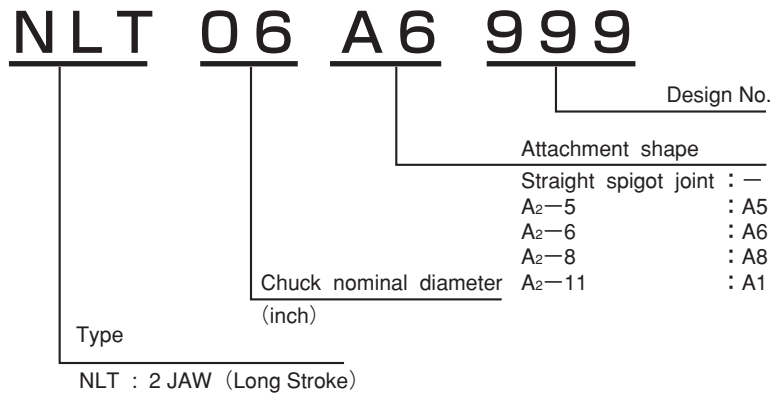 NLT 06 A6 999
Design No.
Attachment shape
Straight spigot joint：－
A2－5 ：A5
A2－6 ：A6
A2－8 ：A8
Chuck nominal diameter A2－11 ：A1
（inch）
Type
NLT : 2 JAW（Long Stroke）